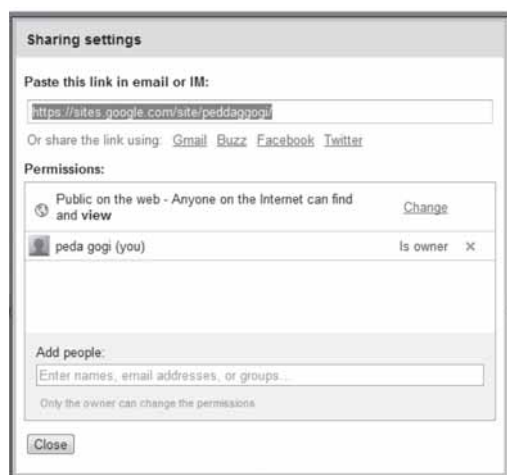 Sharing settings
Paste this link in email or IM:
https://sites.google.com/site/peddaggogi/
Or share the link using: Gmail Buzz Facebook Twitter
Permissions:
Public on the web - Anyone on the Internet can find
and view
Change
peda gogi (you) Is owner ×
Add people:
Enter names, email addresses, or groups...
Only the owner can change the permissions
Close